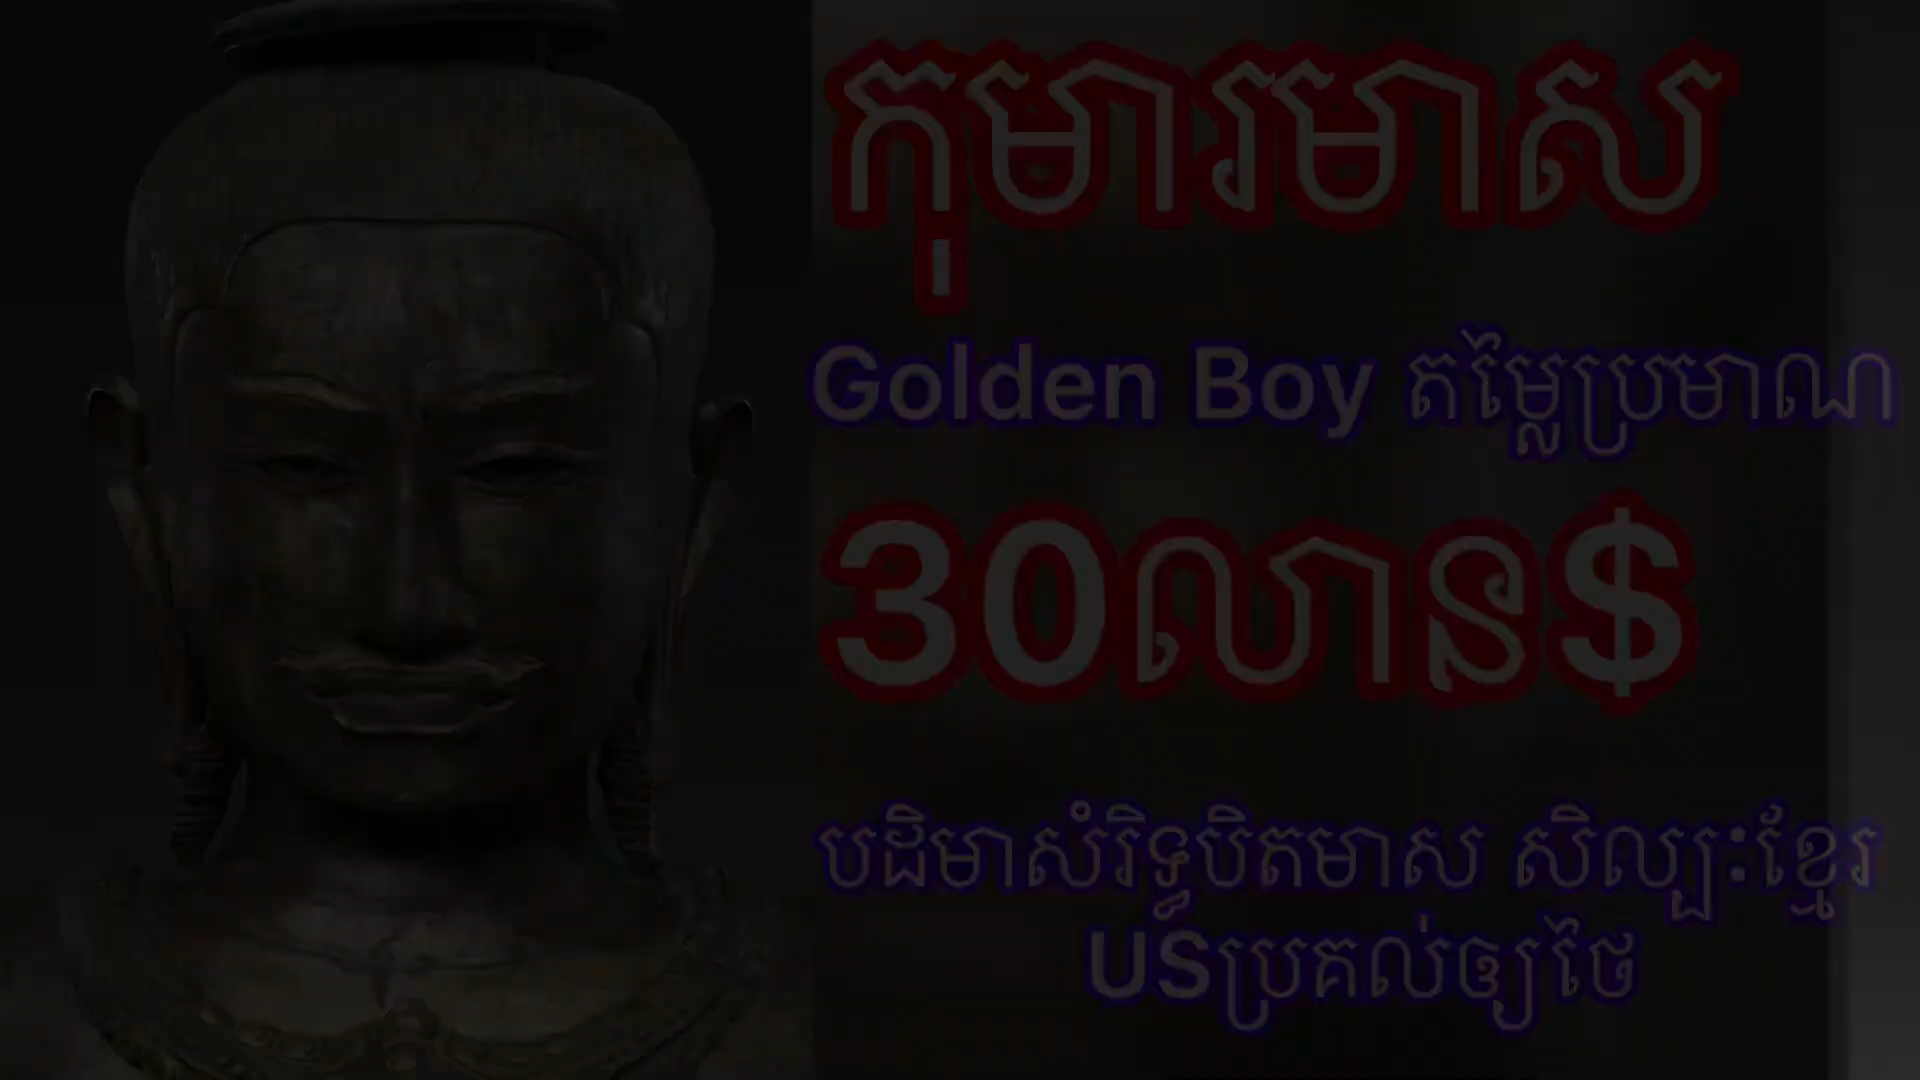 កុមារមាស
Golden Boy តម្លៃប្រមាណ
30លាន$
បដិមាសំរិទ្ធបិតមាស សិល្បៈខ្មែរ
USប្រគល់ឲ្យថៃ